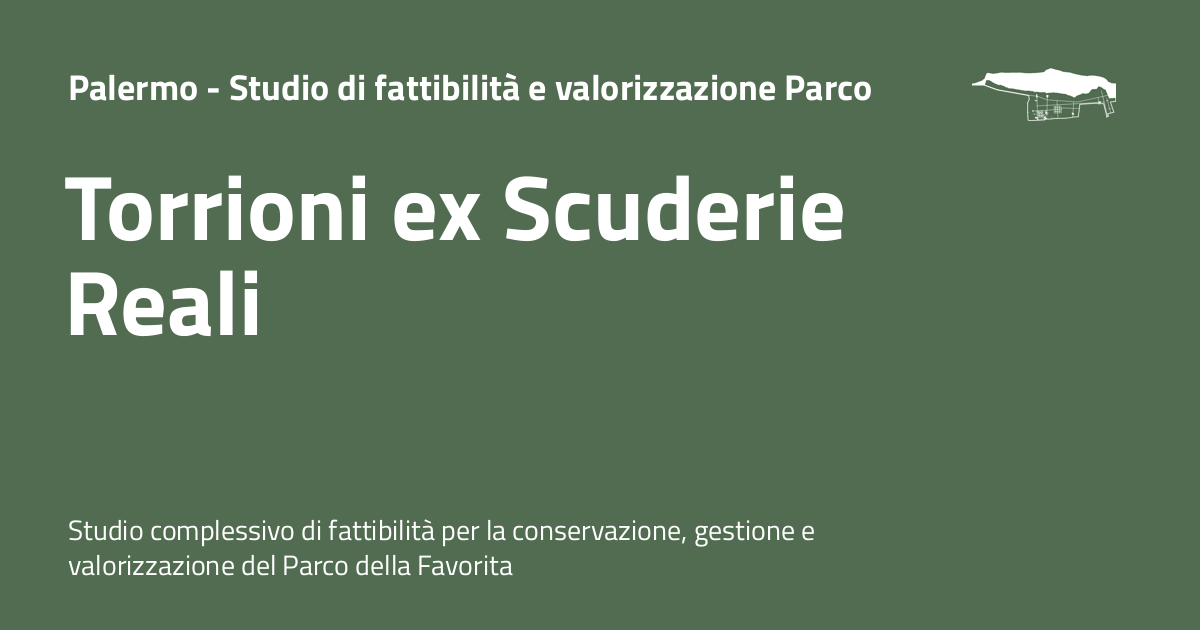 Palermo - Studio di fattibilità e valorizzazione Parco
Torrioni ex Scuderie
Reali
Studio complessivo di fattibilità per la conservazione, gestione e
valorizzazione del Parco della Favorita